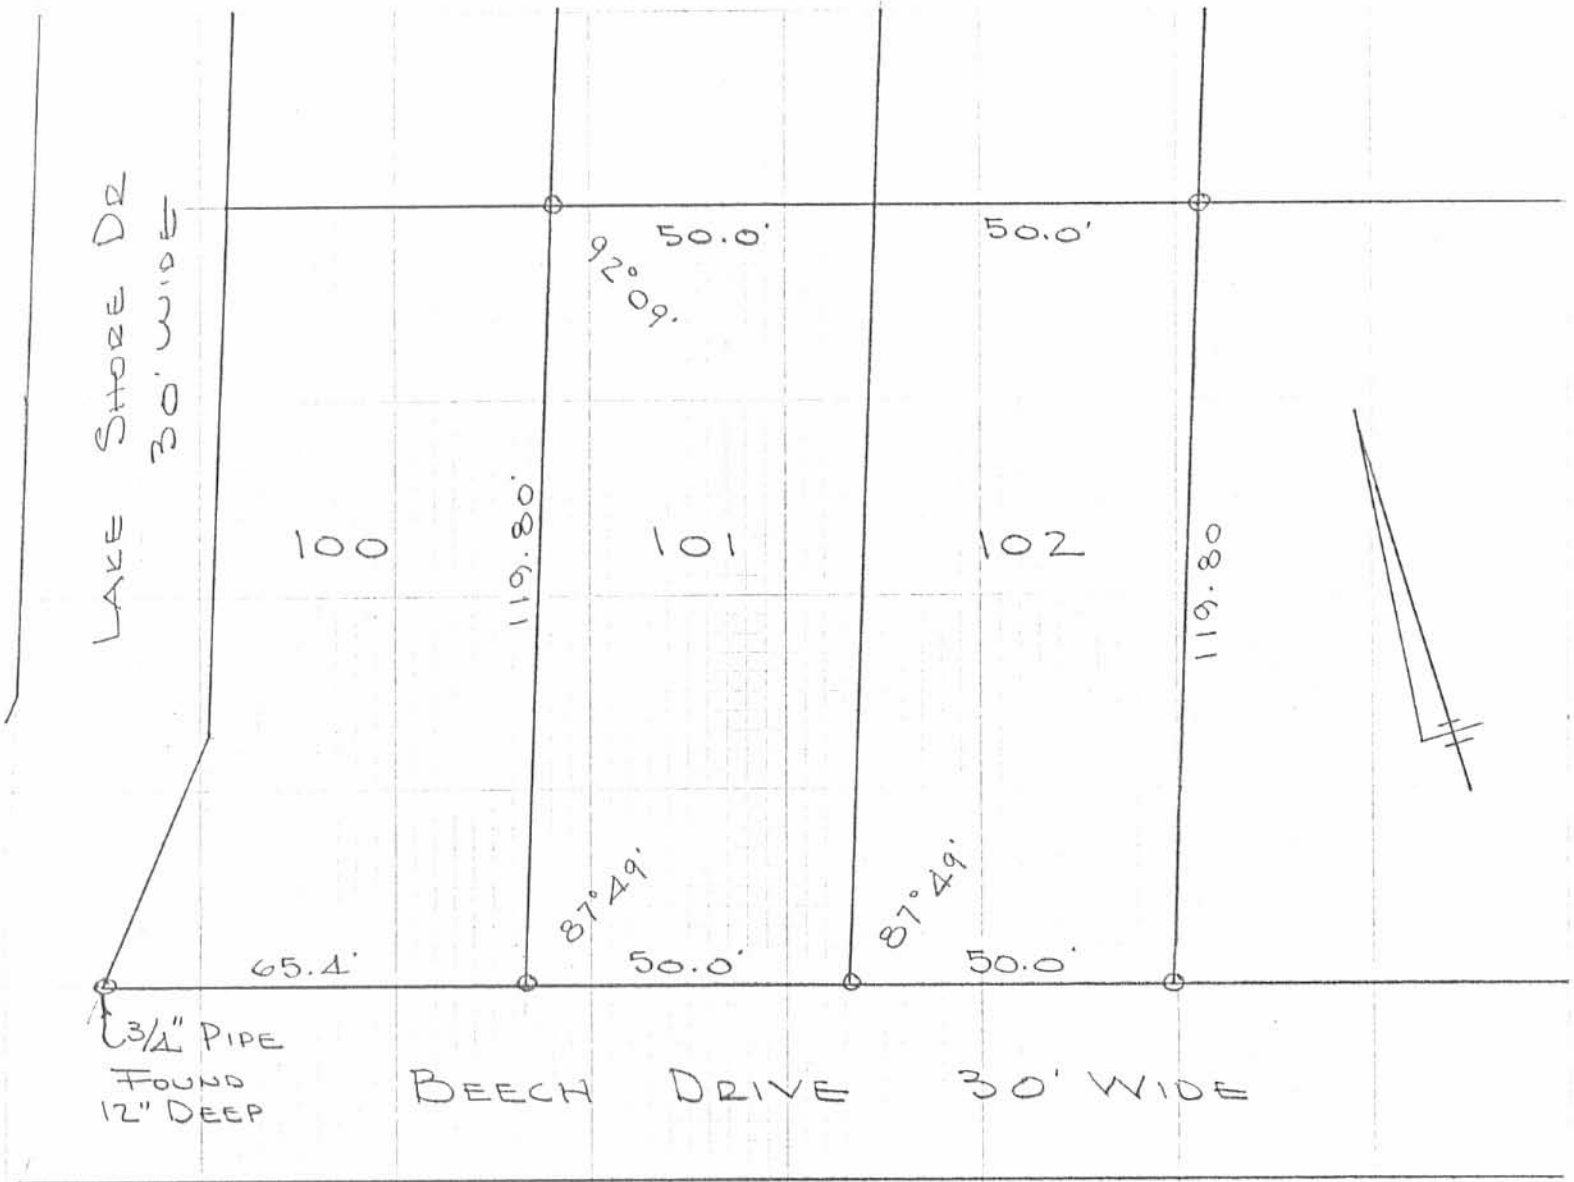 LAKE SHORE DR
30' WIDE
50.0'
50.0'
92°09'
100
119.80'
101
102
119.80
87°49'
87°49'
65.4'
50.0'
50.0'
3/4" PIPE
FOUND
12" DEEP
BEECH DRIVE 30' WIDE